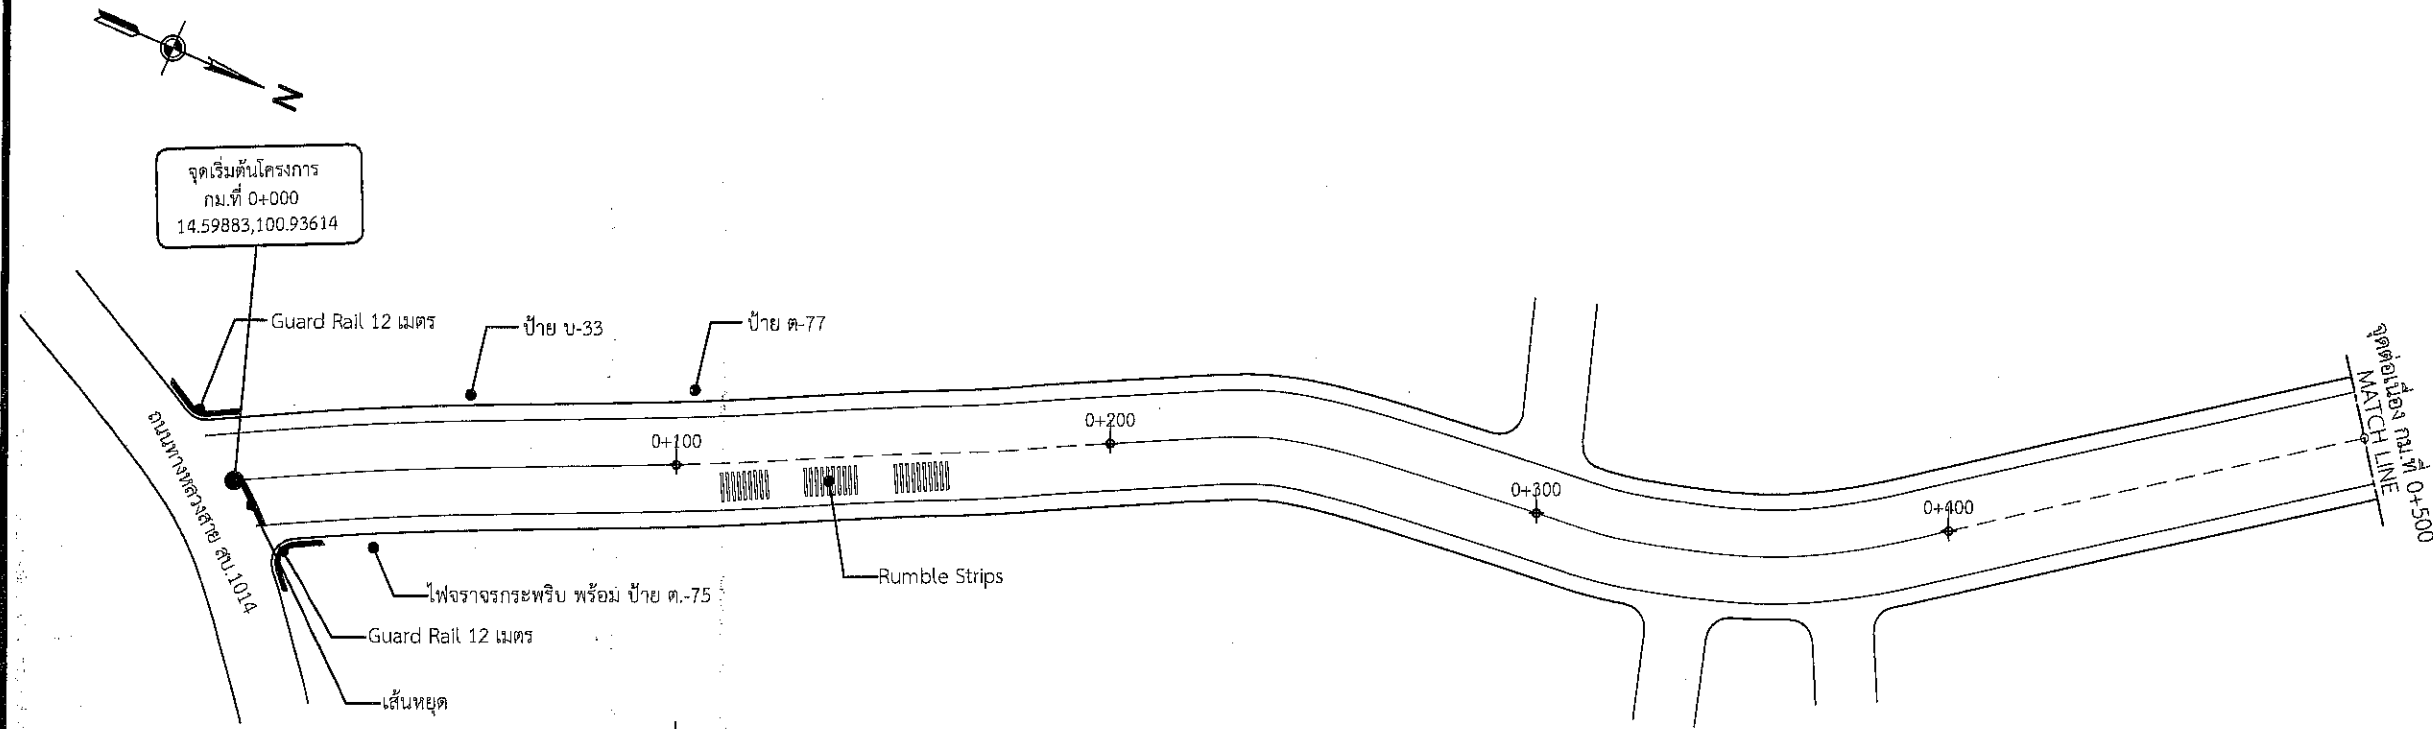 N
จุดเริ่มต้นโครงการ
กม.ที่ 0+000
14.59883,100.93614
Guard Rail 12 เมตร
ป้าย บ-33
ป้าย ต-77
0+100
0+200
0+300
0+400
จุดต่อเนื่อง กม.ที่ 0+500
MATCH LINE
ถนนทางหลวงสาย สบ.1014
Rumble Strips
ไฟจราจรกระพริบ พร้อม ป้าย ต.-75
Guard Rail 12 เมตร
เส้นหยุด